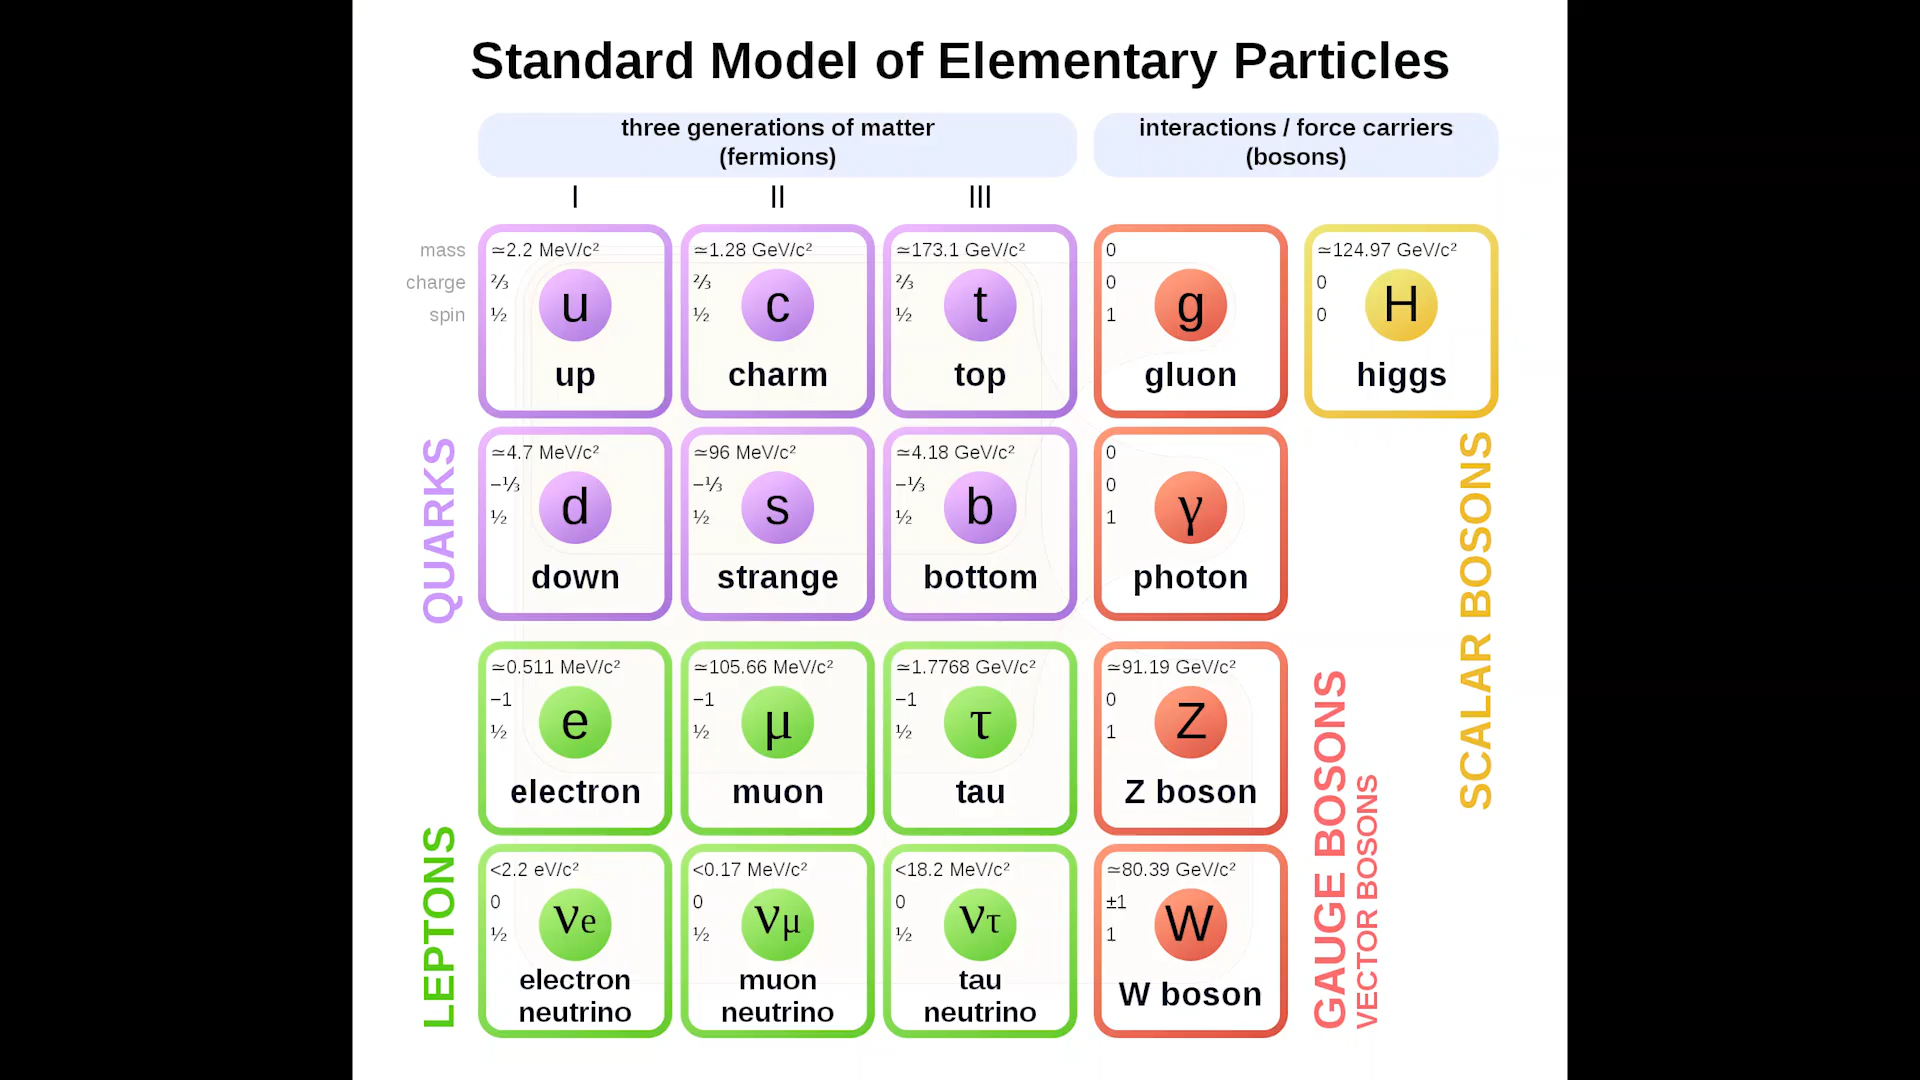 Standard Model of Elementary Particles
three generations of matter
(fermions)
interactions / force carriers
(bosons)
I
II
III
mass
charge
spin
≃2.2 MeV/c²
⅔
½
u
up
≃1.28 GeV/c²
⅔
½
c
charm
≃173.1 GeV/c²
⅔
½
t
top
0
0
1
g
gluon
≃124.97 GeV/c²
0
0
H
higgs
QUARKS
≃4.7 MeV/c²
−⅓
½
d
down
≃96 MeV/c²
−⅓
½
s
strange
≃4.18 GeV/c²
−⅓
½
b
bottom
0
0
1
γ
photon
SCALAR BOSONS
≃0.511 MeV/c²
−1
½
e
electron
≃105.66 MeV/c²
−1
½
μ
muon
≃1.7768 GeV/c²
−1
½
τ
tau
≃91.19 GeV/c²
0
1
Z
Z boson
LEPTONS
<2.2 eV/c²
0
½
νe
electron
neutrino
<0.17 MeV/c²
0
½
νμ
muon
neutrino
<18.2 MeV/c²
0
½
ντ
tau
neutrino
≃80.39 GeV/c²
±1
1
W
W boson
GAUGE BOSONS
VECTOR BOSONS